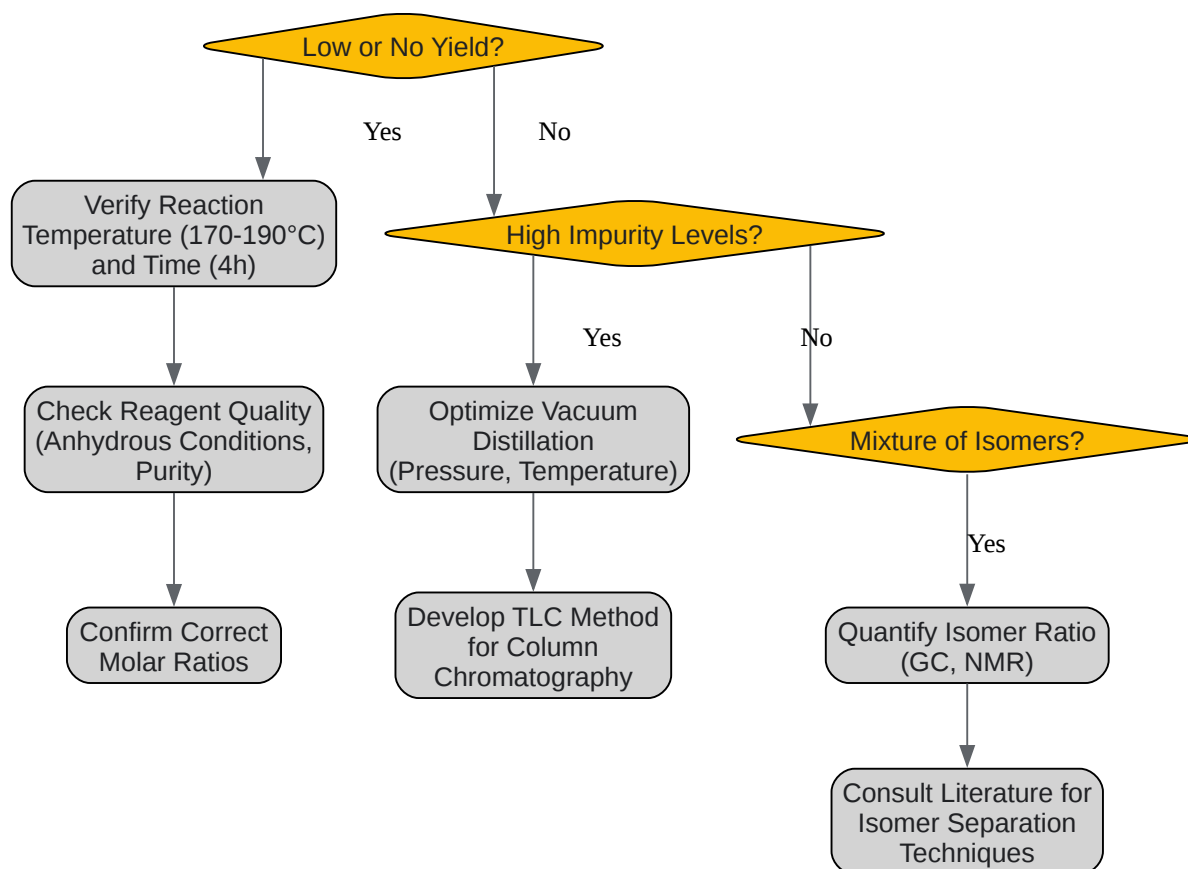 Low or No Yield?
Yes
No
Verify Reaction
Temperature (170-190°C)
and Time (4h)
High Impurity Levels?
Yes
No
Check Reagent Quality
(Anhydrous Conditions,
Purity)
Optimize Vacuum
Distillation
(Pressure, Temperature)
Mixture of Isomers?
Yes
Confirm Correct
Molar Ratios
Develop TLC Method
for Column
Chromatography
Quantify Isomer Ratio
(GC, NMR)
Consult Literature for
Isomer Separation
Techniques